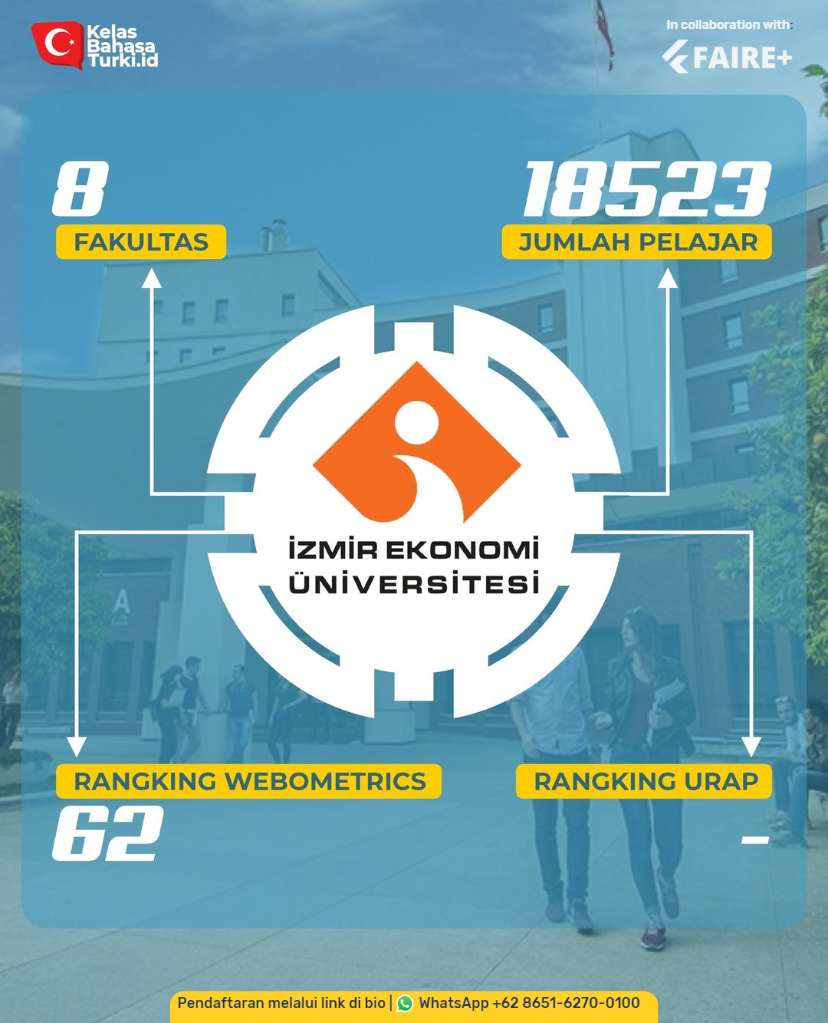 Kelas
Bahasa
Turki.id
In collaboration with:
FAIRE+
8
FAKULTAS
18523
JUMLAH PELAJAR
A
İZMİR EKONOMİ
ÜNİVERSİTESİ
RANGKING WEBOMETRICS
62
RANGKING URAP
-
Pendaftaran melalui link di bio | WhatsApp +62 8651-6270-0100